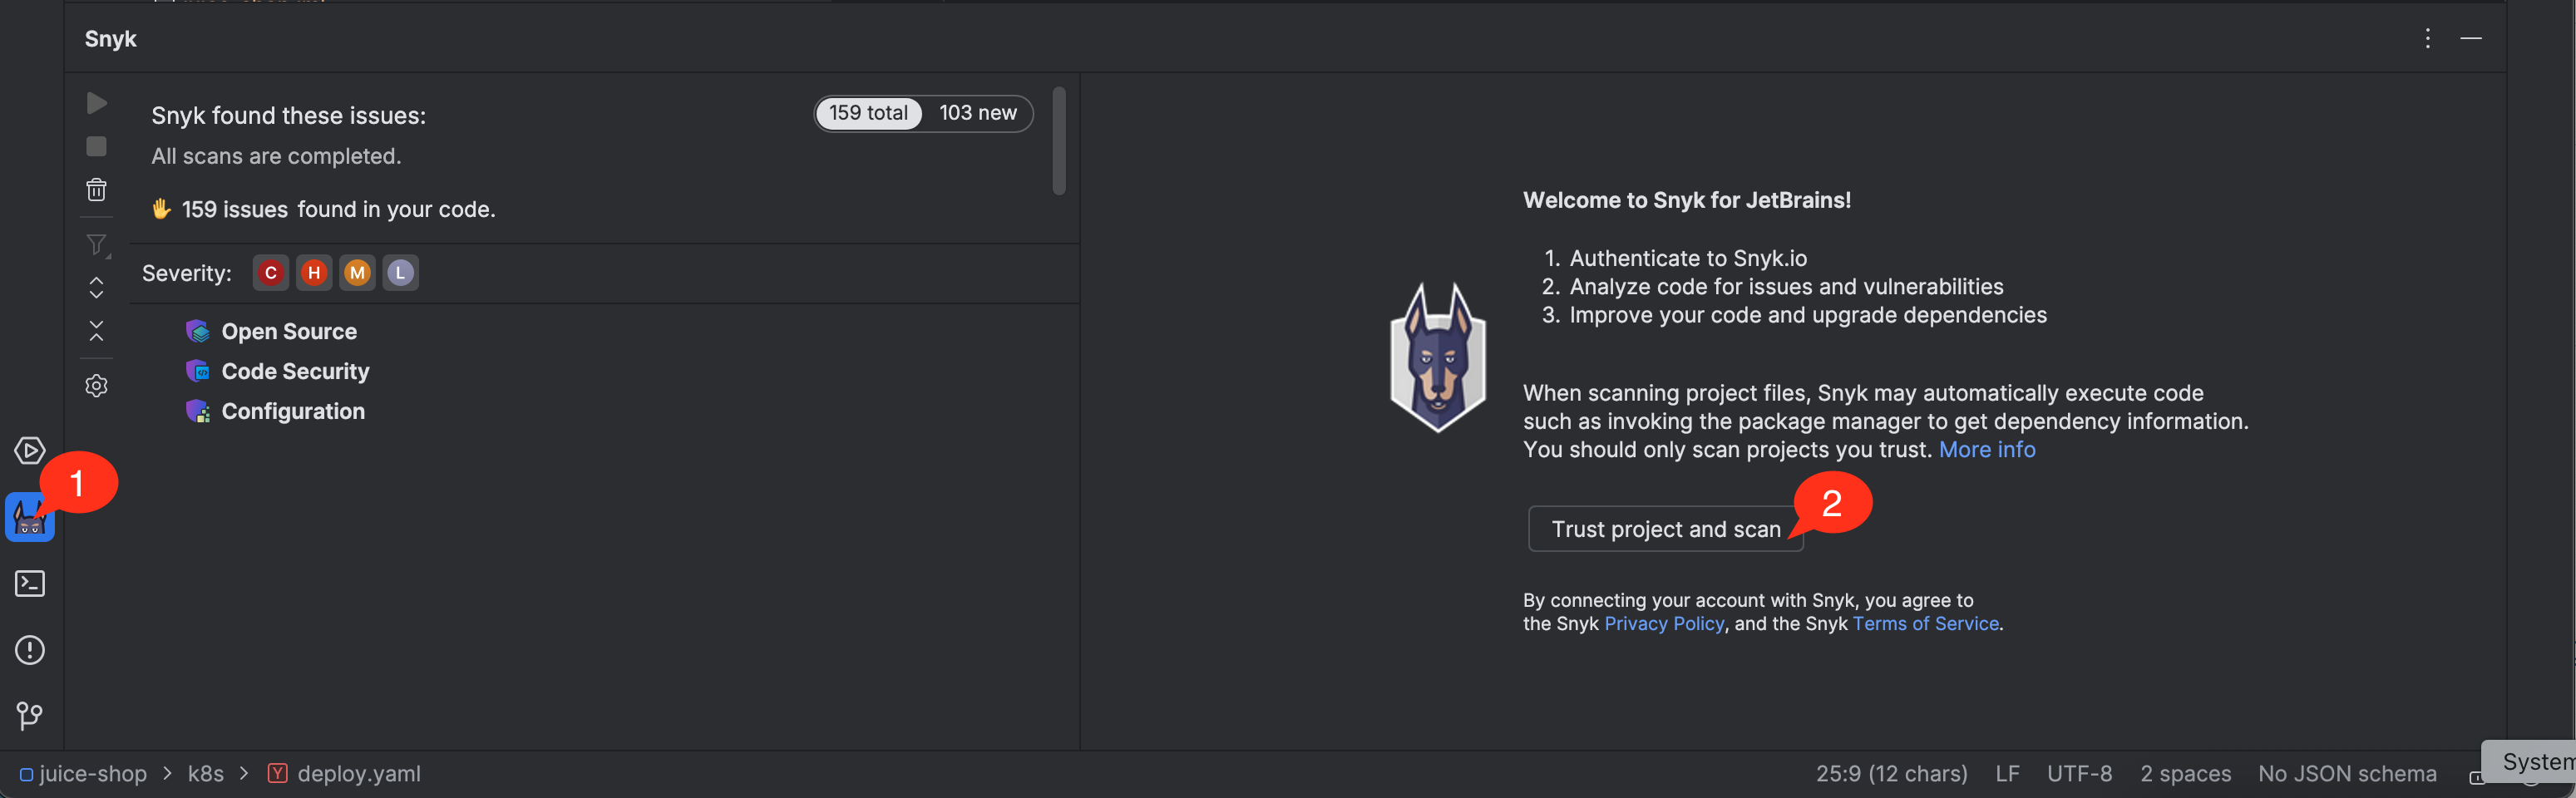 Snyk
Snyk found these issues:
159 total
103 new
All scans are completed.
159 issues found in your code.
Severity:
C
H
M
L
Open Source
Code Security
Configuration
Welcome to Snyk for JetBrains!
1. Authenticate to Snyk.io
2. Analyze code for issues and vulnerabilities
3. Improve your code and upgrade dependencies
When scanning project files, Snyk may automatically execute code
such as invoking the package manager to get dependency information.
You should only scan projects you trust. More info
1
2
Trust project and scan
By connecting your account with Snyk, you agree to
the Snyk Privacy Policy, and the Snyk Terms of Service.
juice-shop > k8s > Y deploy.yaml
25:9 (12 chars)
LF
UTF-8
2 spaces
No JSON schema
System